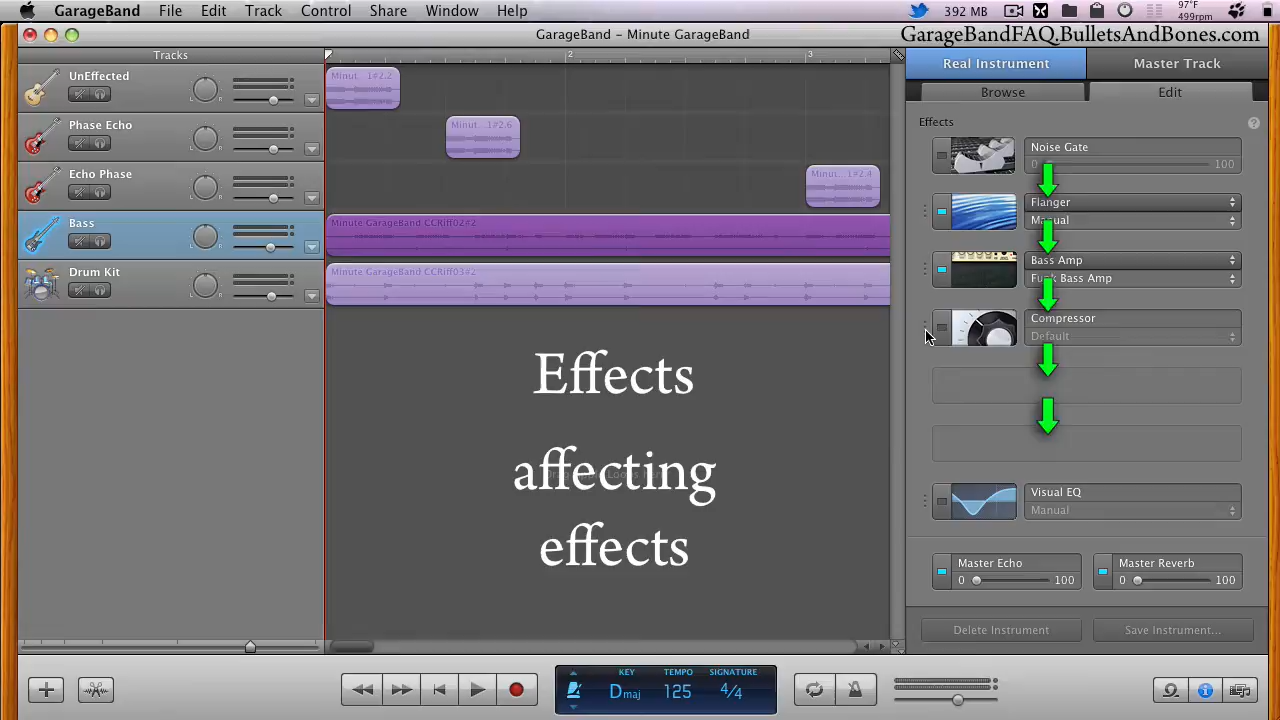 GarageBand File Edit Track Control Share Window Help 392 MB 97°F 499rpm
GarageBand – Minute GarageBand
GarageBandFAQ.BulletsAndBones.com
Tracks
2 3
Real Instrument Master Track
Browse Edit
UnEffected
Minut...1#2.2
Phase Echo
Minut...1#2.6
Echo Phase
Minut...1#2.4
Bass
Minute GarageBand CCRiff02#2
Drum Kit
Minute GarageBand CCRiff03#2
L R
L R
L R
L R
L R
Effects
affecting
effects
Effects ?
Noise Gate
0 100
Flanger
Manual
Bass Amp
Funk Bass Amp
Compressor
Default
Visual EQ
Manual
Master Echo
0 100
Master Reverb
0 100
Delete Instrument Save Instrument...
KEY TEMPO SIGNATURE
Dmaj 125 4/4